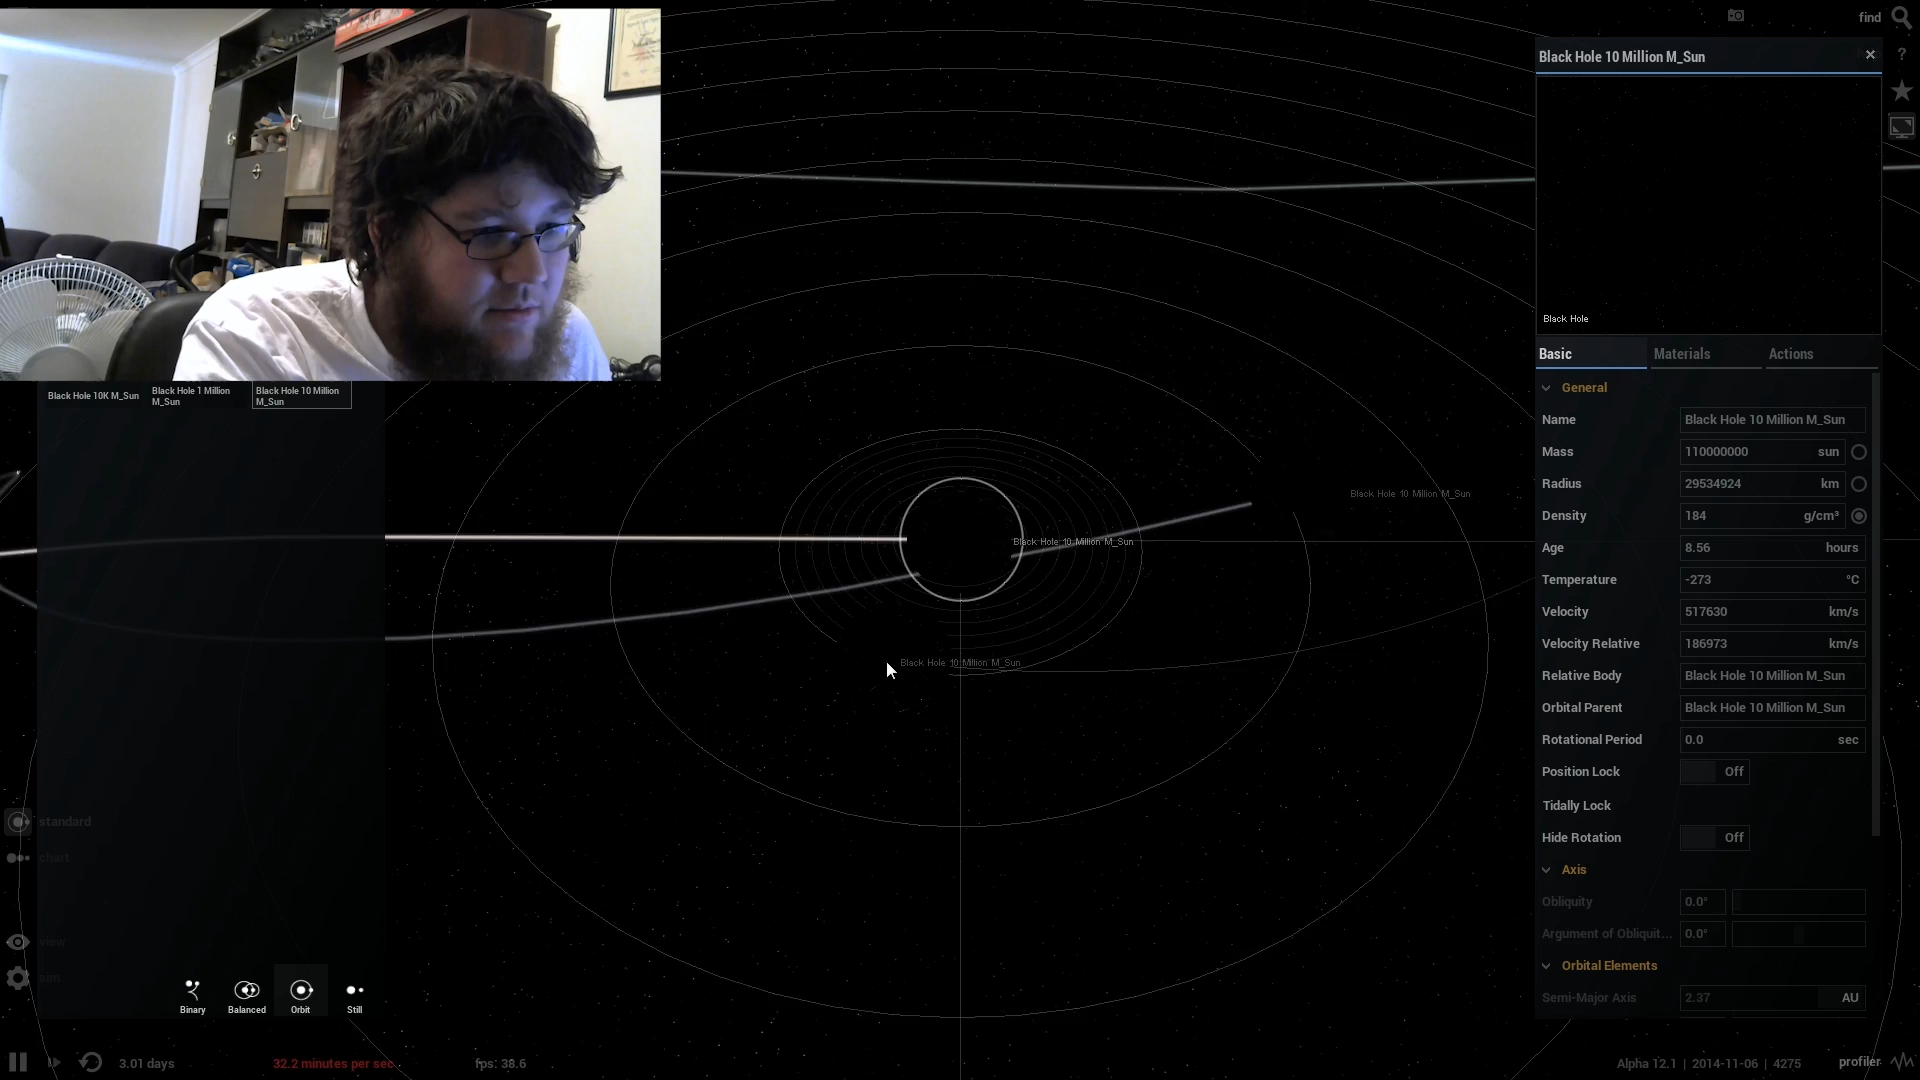 find
Black Hole 10 Million M_Sun
?
Black Hole
Basic Materials Actions
General
Name Black Hole 10 Million M_Sun
Mass 110000000 sun
Radius 29534924 km
Density 184 g/cm³
Age 8.56 hours
Temperature -273 °C
Velocity 517630 km/s
Velocity Relative 186973 km/s
Relative Body Black Hole 10 Million M_Sun
Orbital Parent Black Hole 10 Million M_Sun
Rotational Period 0.0 sec
Position Lock Off
Tidally Lock
Hide Rotation Off
Axis
Obliquity 0.0°
Argument of Obliquit... 0.0°
Orbital Elements
Semi-Major Axis 2.37 AU
Black Hole 10K M_Sun
Black Hole 1 Million
M_Sun
Black Hole 10 Million
M_Sun
Black Hole 10 Million M_Sun
Black Hole 10 Million M_Sun
Black Hole 10 Million M_Sun
standard
chart
view
sim
Binary Balanced Orbit Still
3.01 days 32.2 minutes per sec fps: 38.6
Alpha 12.1 | 2014-11-06 | 4275 profiler